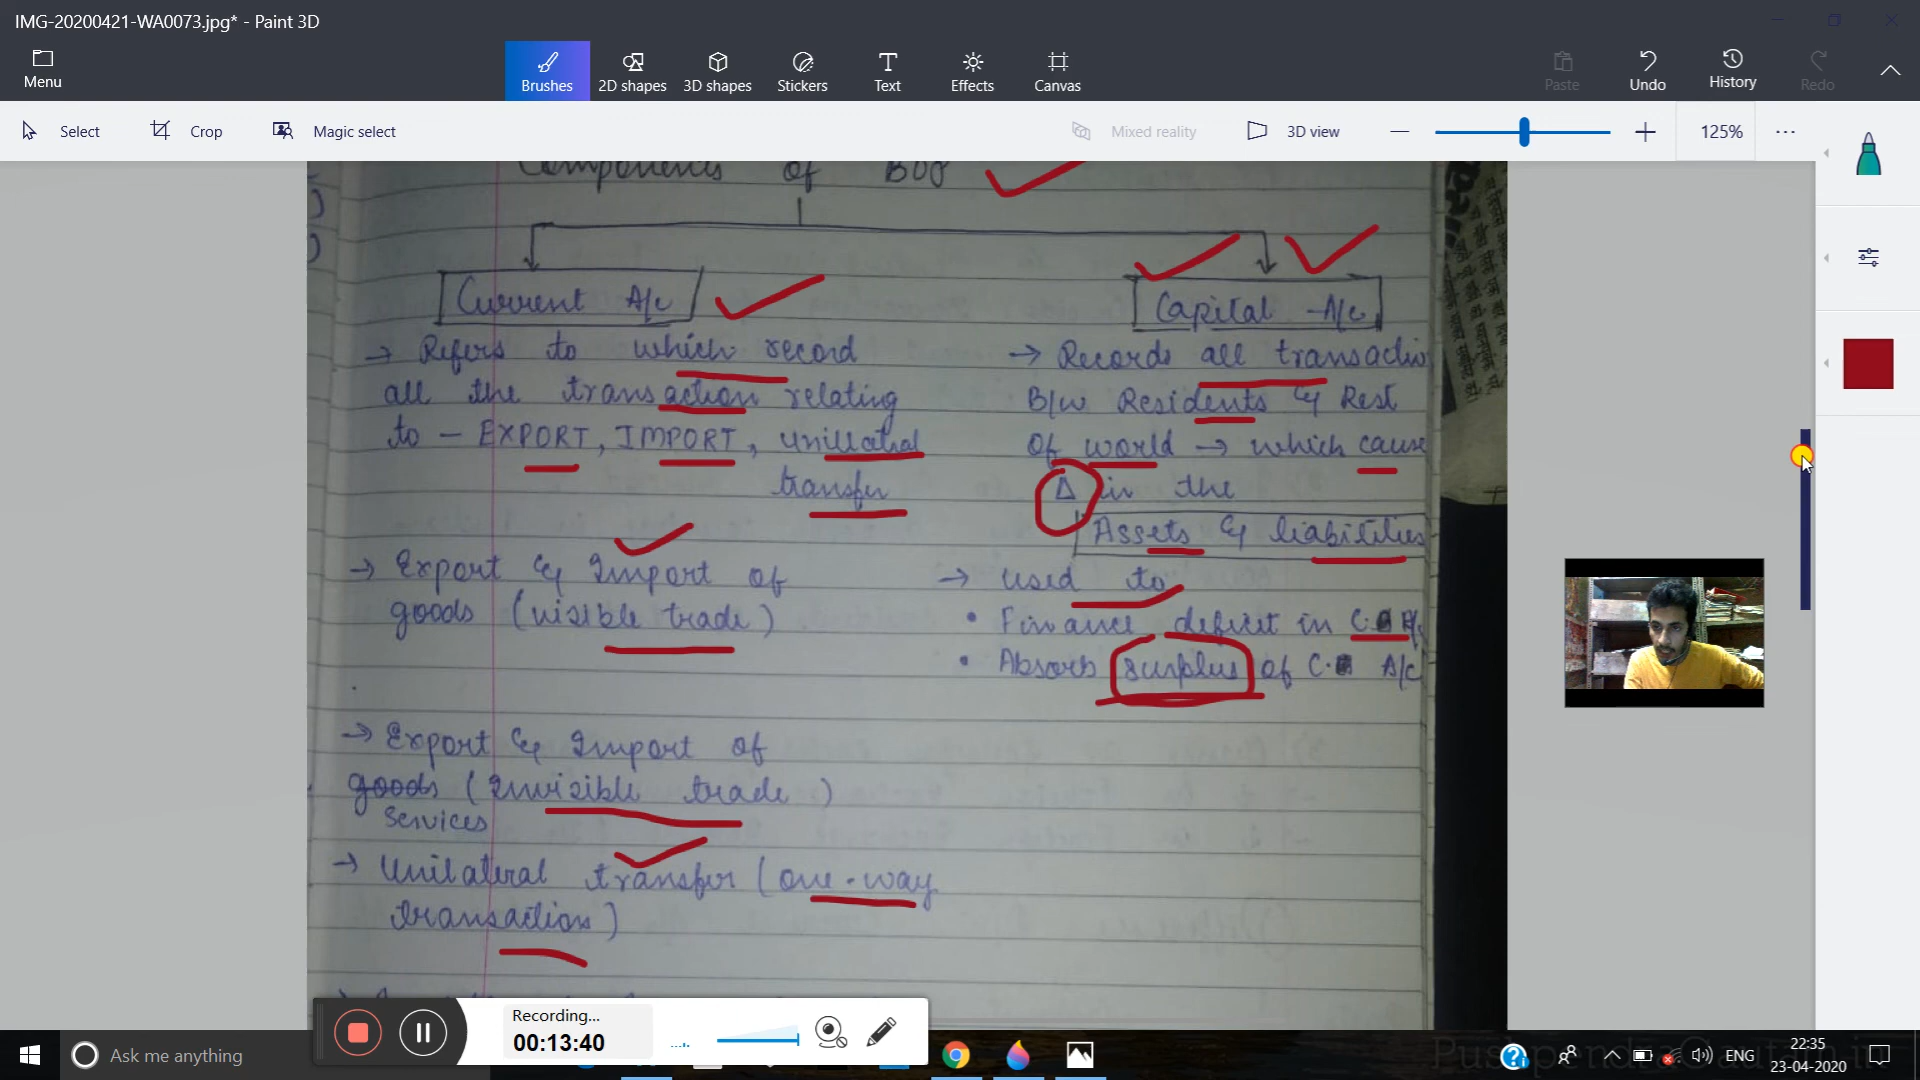 IMG-20200421-WA0073.jpg* - Paint 3D
Menu
Brushes
2D shapes
3D shapes
Stickers
Text
Effects
Canvas
Paste
Undo
History
Redo
Select
Crop
Magic select
Mixed reality
3D view
125%
Components of BOP
Current A/c
→ Refers to which record
all the transaction relating
to - EXPORT, IMPORT, unillatral
transfer
→ Export & Import of
goods (visible trade)
→ Export & Import of
goods (Invisible trade)
Services
→ Unilateral transfer (one-way
transaction)
Capital A/c
→ Records all transactio
B/w Residents & Rest
of world → which cause
Δ in the
Assets & liabilities
→ used to
• Finance deficit in C. A/c
• Absorb surplus of C. A/c
Recording...
00:13:40
Ask me anything
ENG
22:35
23-04-2020